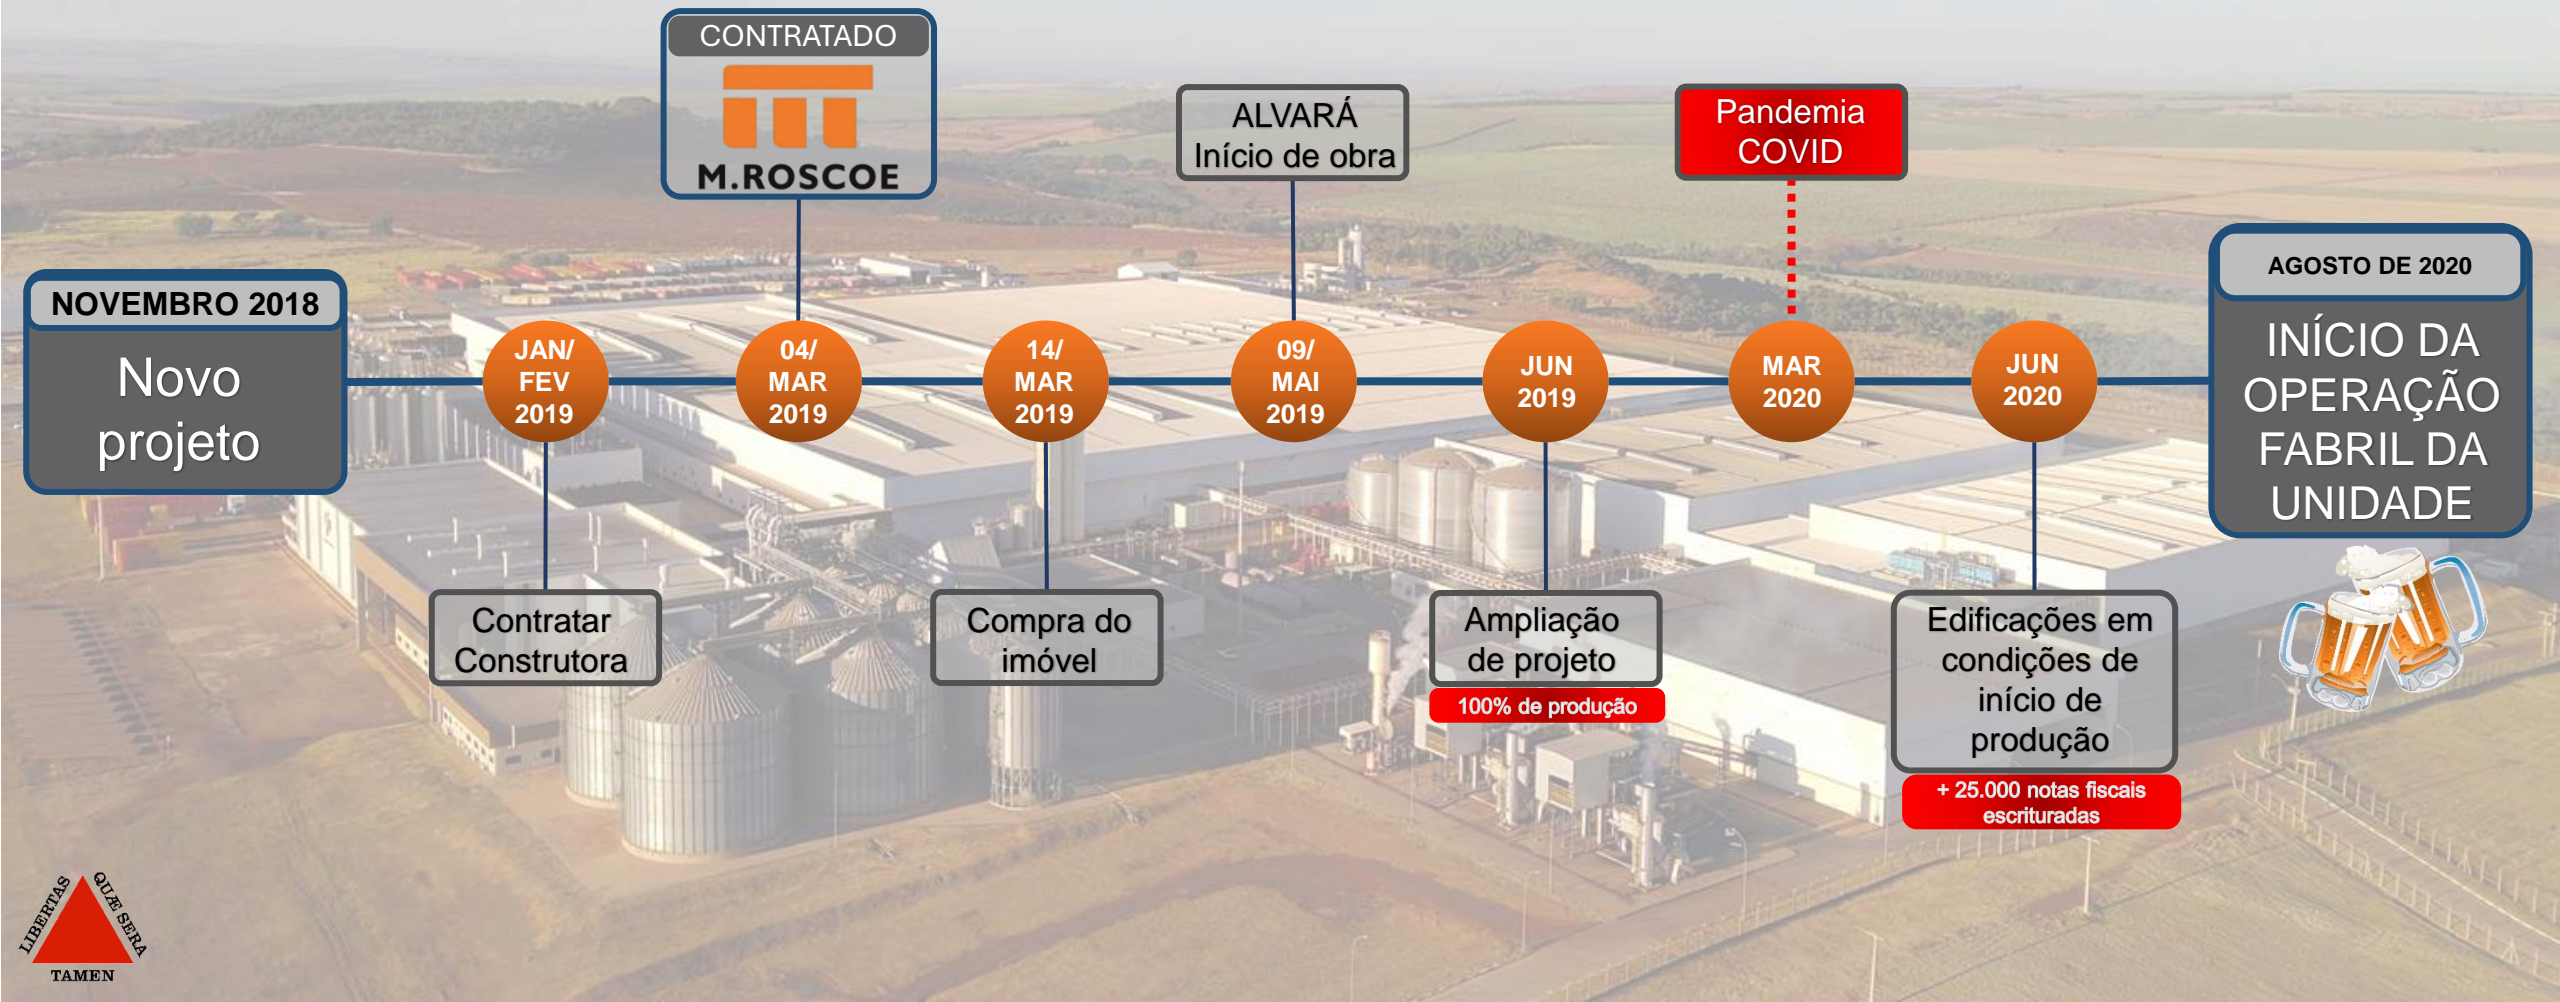 CONTRATADO
M.ROSCOE
ALVARÁ
Início de obra
Pandemia
COVID
NOVEMBRO 2018
Novo
projeto
JAN/
FEV
2019
04/
MAR
2019
14/
MAR
2019
09/
MAI
2019
JUN
2019
MAR
2020
JUN
2020
AGOSTO DE 2020
INÍCIO DA
OPERAÇÃO
FABRIL DA
UNIDADE
Contratar
Construtora
Compra do
imóvel
Ampliação
de projeto
100% de produção
Edificações em
condições de
início de
produção
+ 25.000 notas fiscais
escrituradas
LIBERTAS
QUÆ SERA
TAMEN